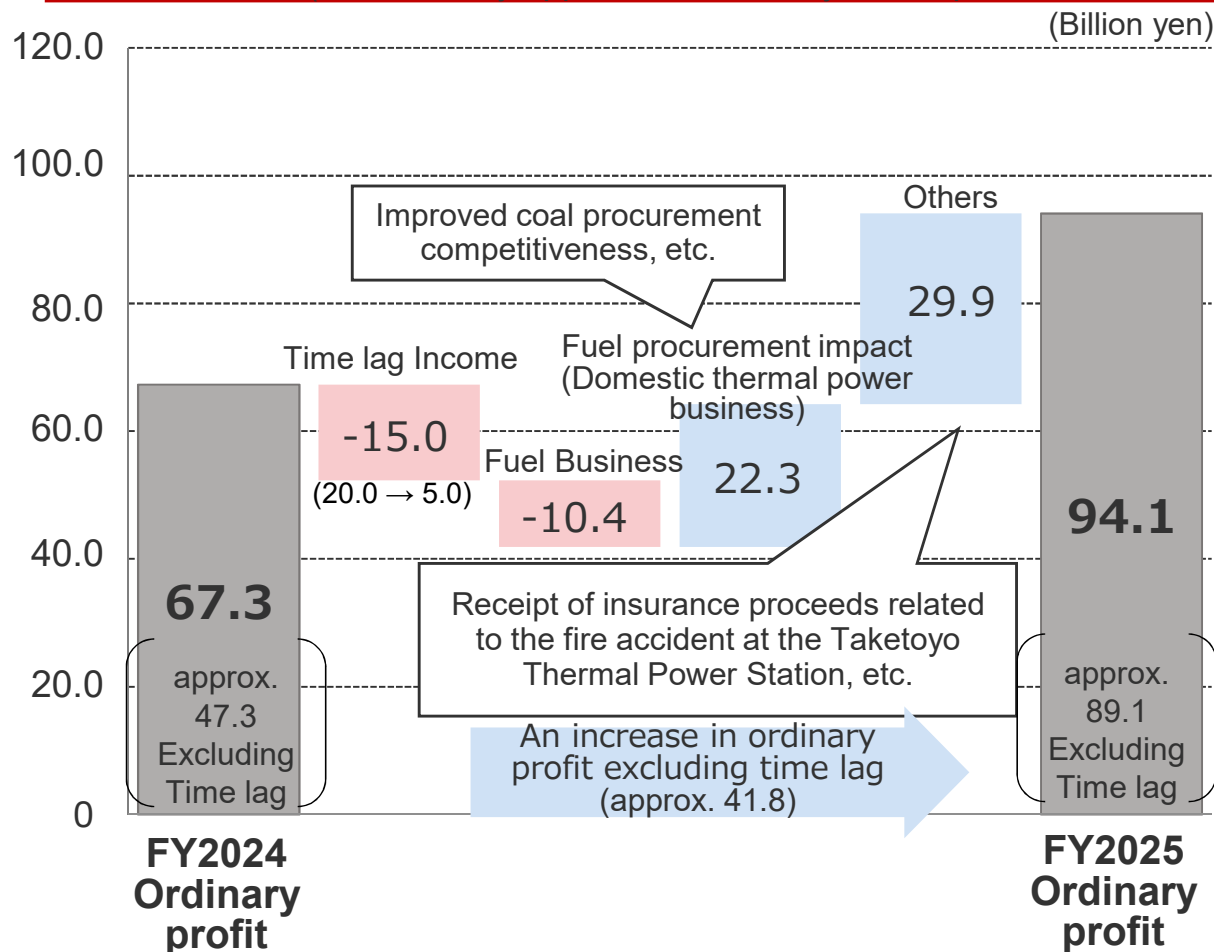 (Billion yen)
120.0
100.0
80.0
60.0
40.0
20.0
0
Improved coal procurement
competitiveness, etc.
Others
29.9
Time lag Income
-15.0
(20.0 → 5.0)
Fuel Business
-10.4
Fuel procurement impact
(Domestic thermal power
business)
22.3
Receipt of insurance proceeds related
to the fire accident at the Taketoyo
Thermal Power Station, etc.
67.3
approx.
47.3
Excluding
Time lag
An increase in ordinary
profit excluding time lag
(approx. 41.8)
94.1
approx.
89.1
Excluding
Time lag
FY2024
Ordinary
profit
FY2025
Ordinary
profit